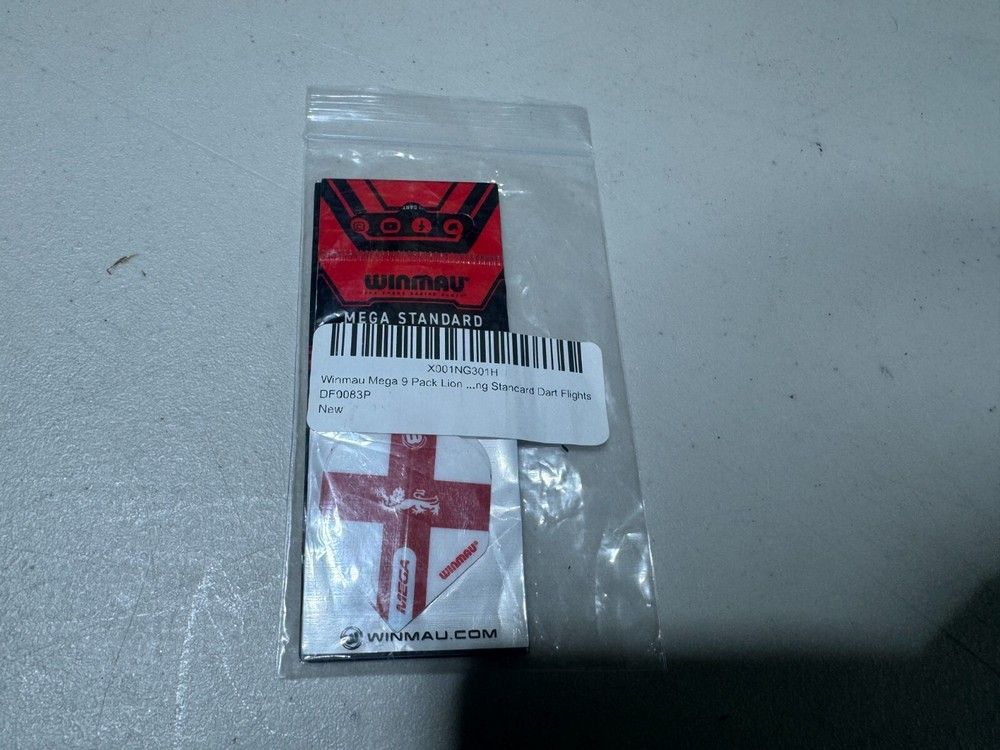 WINMAU
MEGA STANDARD
X001NG301H
Winmau Mega 9 Pack Lion ...ng Standard Dart Flights
DF0083P
New
MEGA
WINMAU
WINMAU.COM